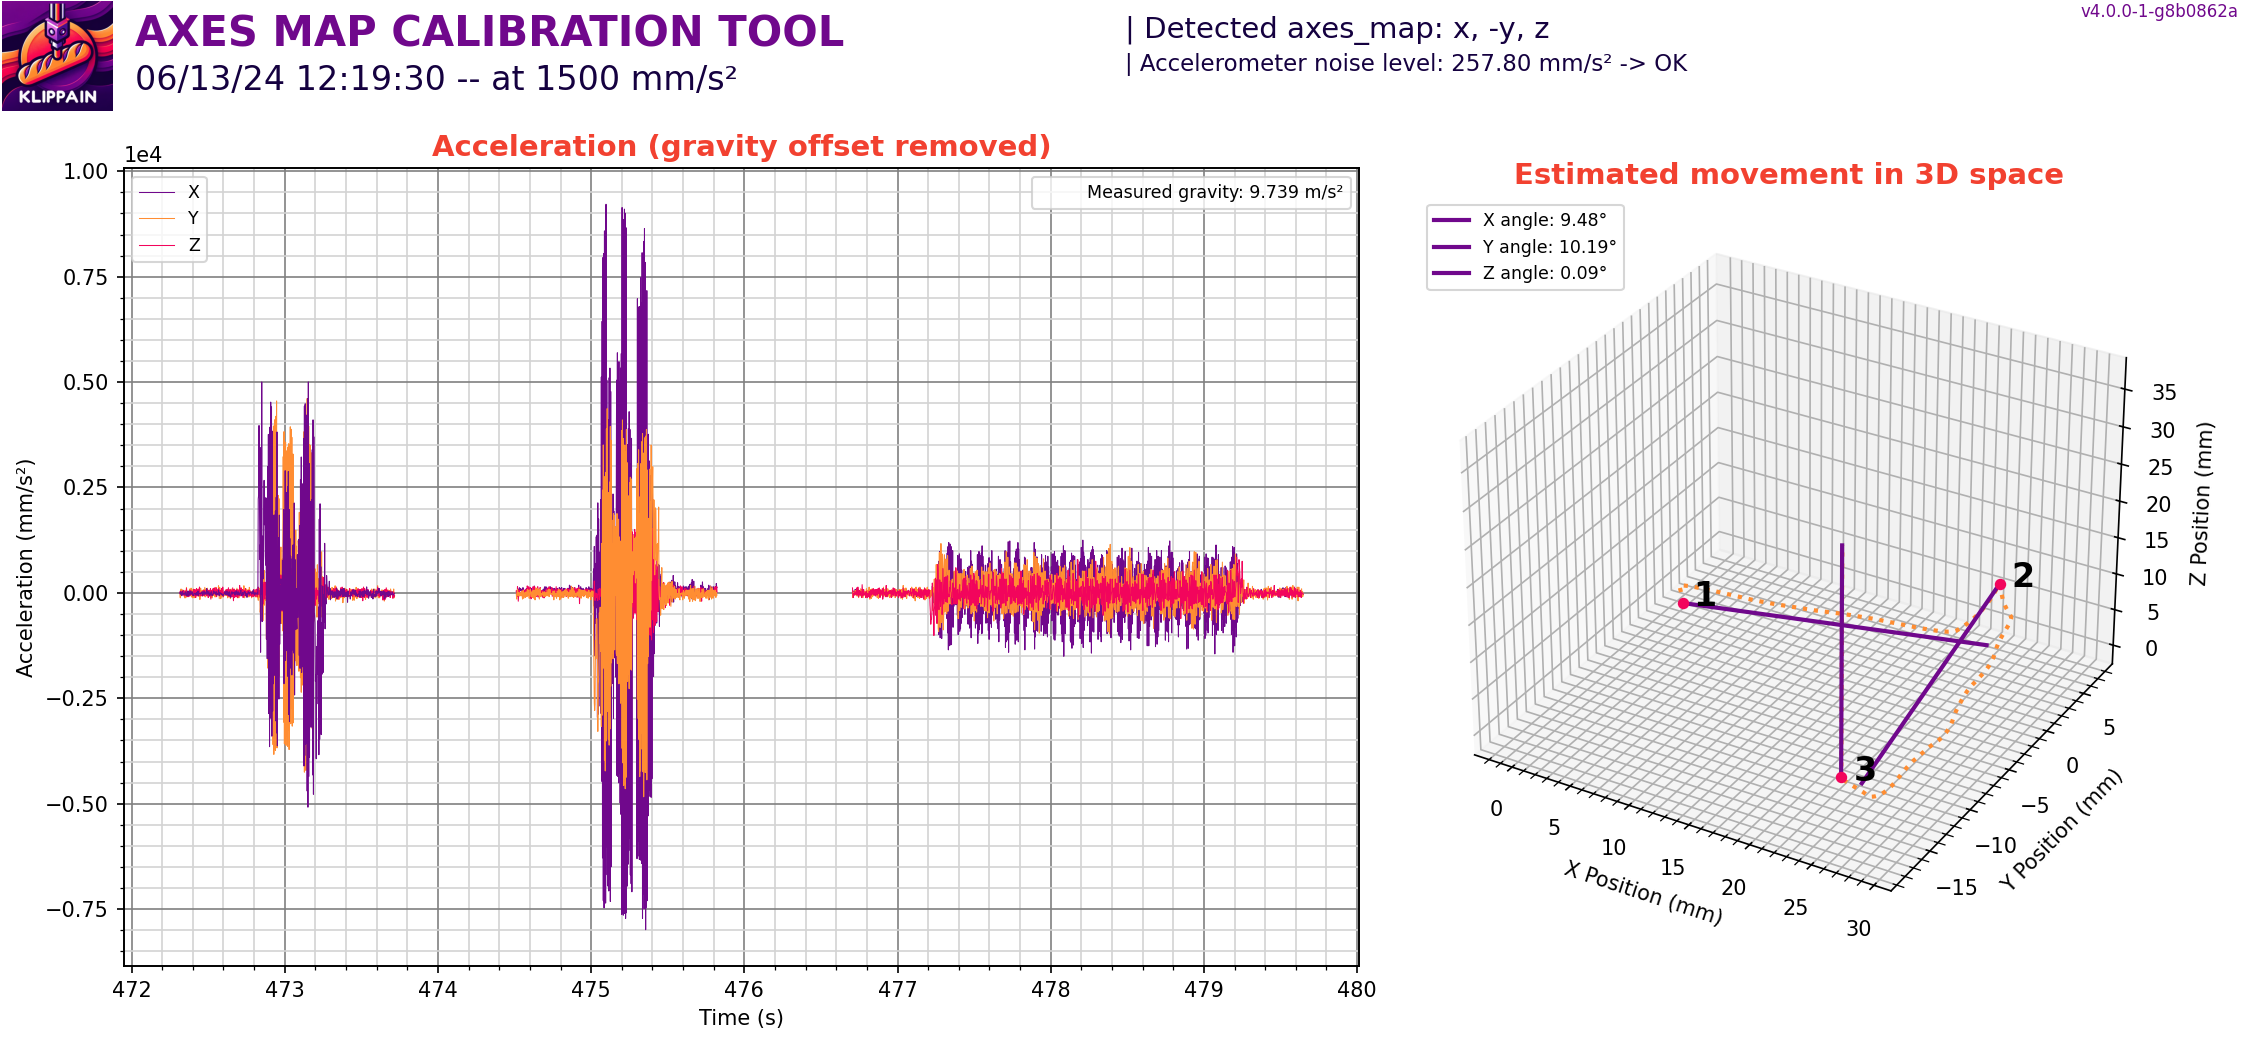 KLIPPAIN
AXES MAP CALIBRATION TOOL
06/13/24 12:19:30 -- at 1500 mm/s²
| Detected axes_map: x, -y, z
| Accelerometer noise level: 257.80 mm/s² -> OK
v4.0.0-1-g8b0862a
Acceleration (gravity offset removed)
1e4
X
Y
Z
Measured gravity: 9.739 m/s²
1.00
0.75
0.50
0.25
0.00
−0.25
−0.50
−0.75
Acceleration (mm/s²)
472 473 474 475 476 477 478 479 480
Time (s)
Estimated movement in 3D space
X angle: 9.48°
Y angle: 10.19°
Z angle: 0.09°
1
2
3
35
30
25
20
15
10
5
0
Z Position (mm)
5
0
−5
−10
−15
Y Position (mm)
0
5
10
15
20
25
30
X Position (mm)